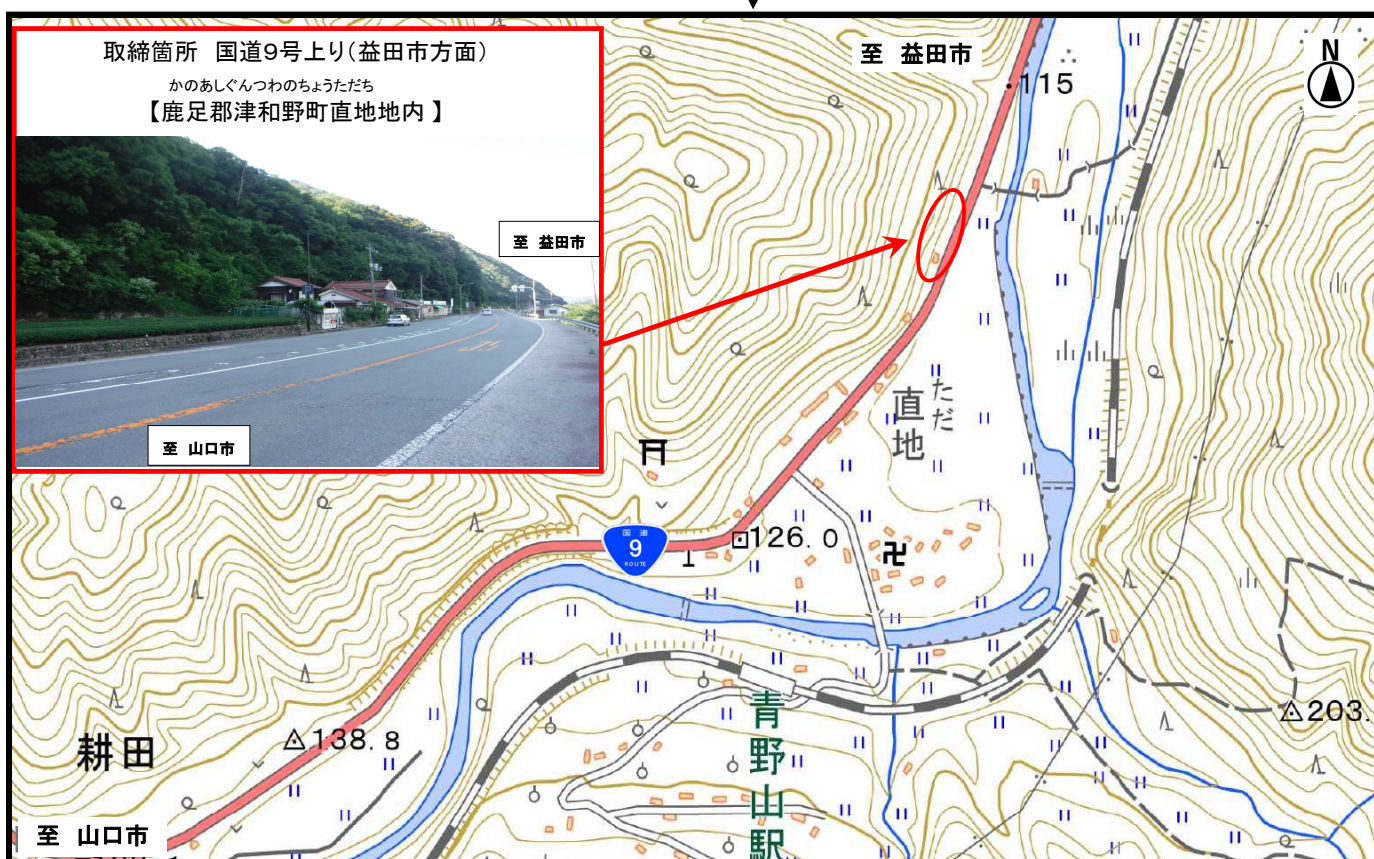 取締箇所 国道9号上り(益田市方面)
かのあしぐんつわのちょうただち
【鹿足郡津和野町直地地内】
至 益田市
至 山口市
至 益田市
N
115
ただ
直地
国道
9
ROUTE
126.0
青野山駅
203.
138.8
耕田
至 山口市